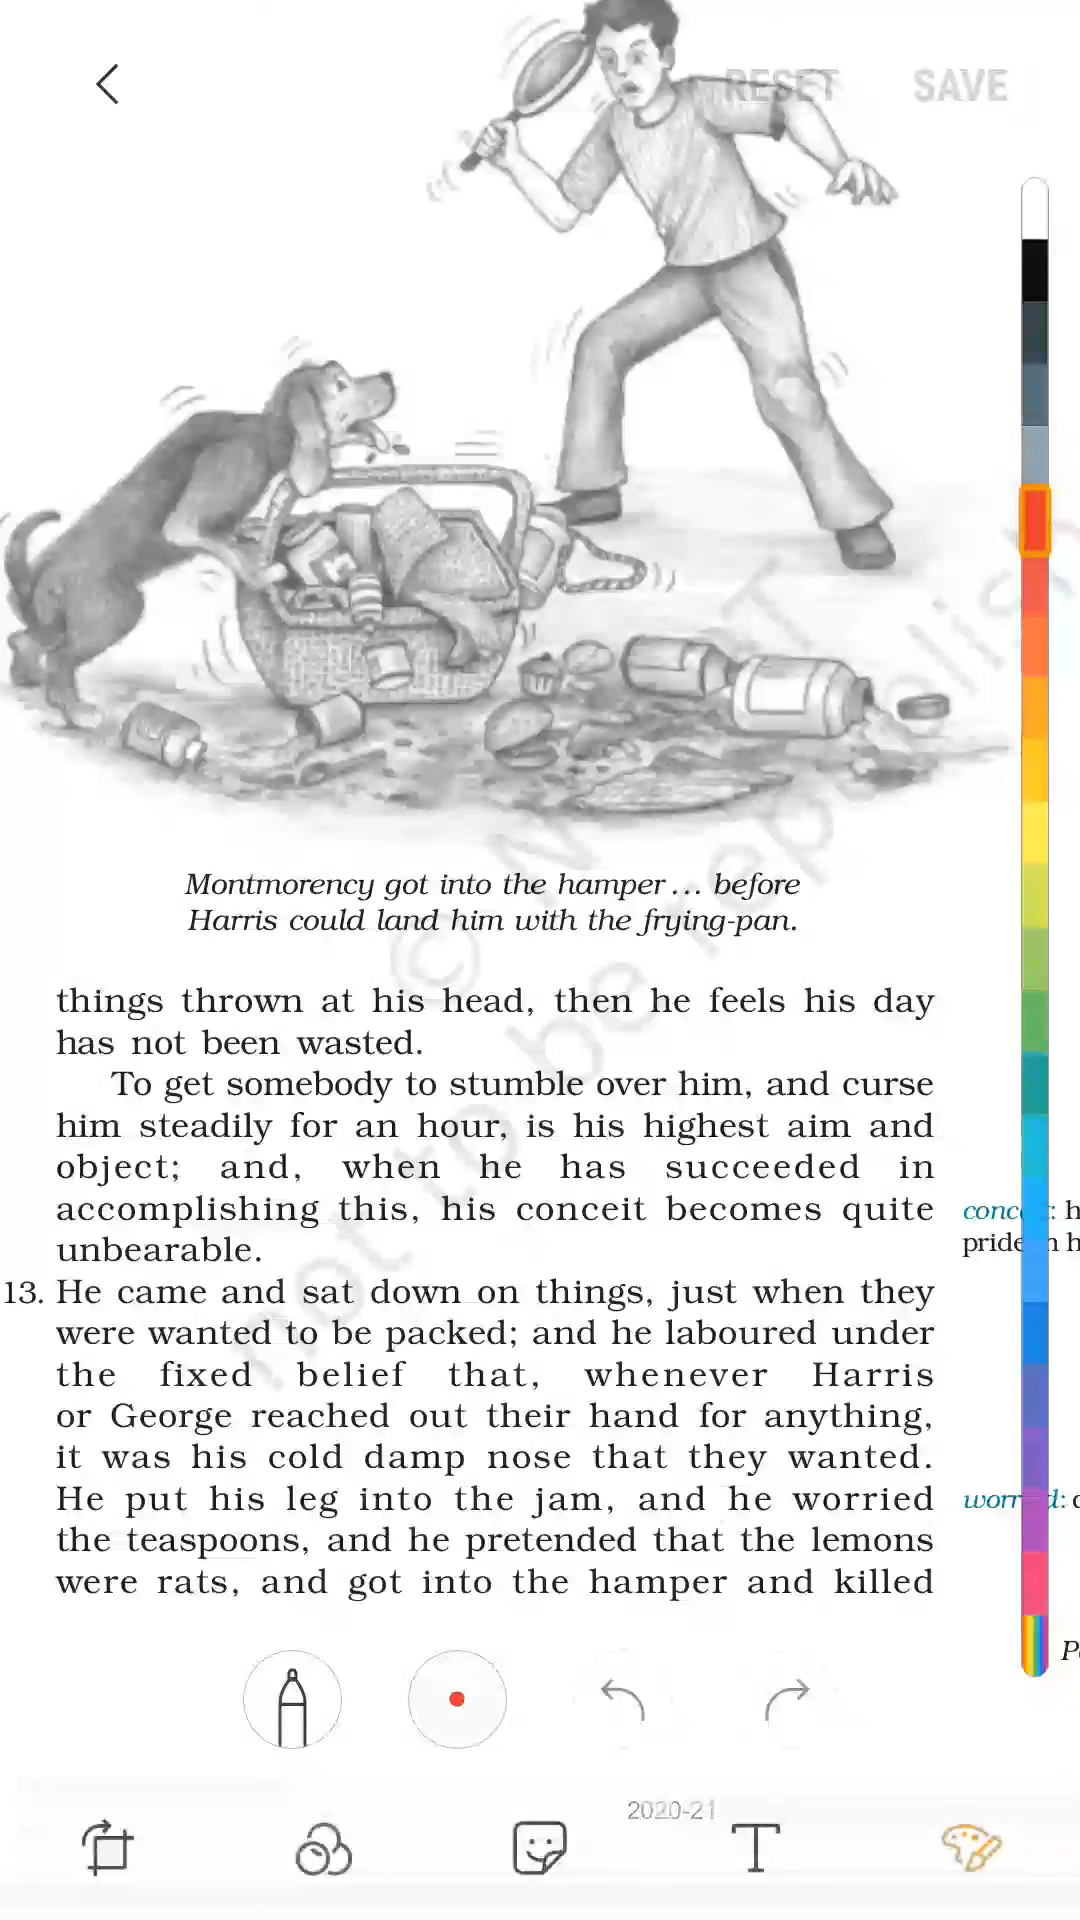 RESET SAVE
Montmorency got into the hamper... before
Harris could land him with the frying-pan.
things thrown at his head, then he feels his day
has not been wasted.
To get somebody to stumble over him, and curse
him steadily for an hour, is his highest aim and
object; and, when he has succeeded in
accomplishing this, his conceit becomes quite
unbearable.
13. He came and sat down on things, just when they
were wanted to be packed; and he laboured under
the fixed belief that, whenever Harris
or George reached out their hand for anything,
it was his cold damp nose that they wanted.
He put his leg into the jam, and he worried
the teaspoons, and he pretended that the lemons
were rats, and got into the hamper and killed
not to be republish
2020-21
T